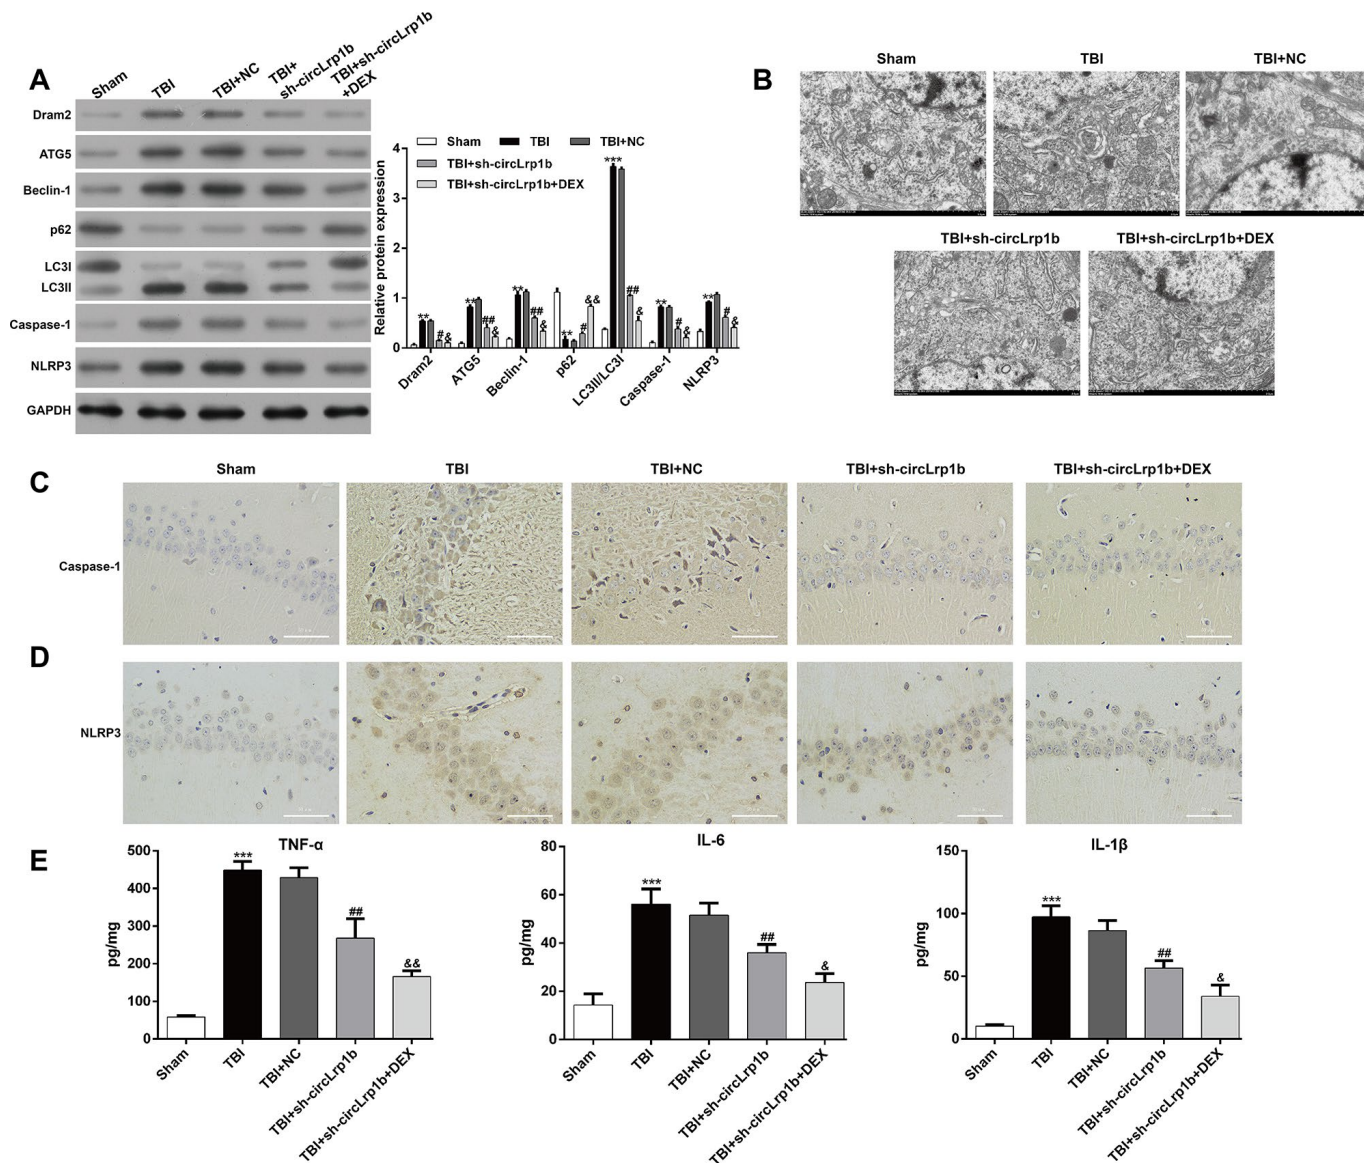 A
Sham
TBI
TBI+NC
TBI+
sh-circLrp1b
TBI+sh-circLrp1b
+DEX
Dram2
ATG5
Beclin-1
p62
LC3I
LC3II
Caspase-1
NLRP3
GAPDH
Sham TBI TBI+NC
TBI+sh-circLrp1b
TBI+sh-circLrp1b+DEX
Relative protein expression
4
3
2
1
0
** # &
** ## &
** ## &
** # &&
*** ## &
** # &
** # &
Dram2
ATG5
Beclin-1
p62
LC3II/LC3I
Caspase-1
NLRP3
B
Sham TBI TBI+NC
TBI+sh-circLrp1b TBI+sh-circLrp1b+DEX
C
Sham TBI TBI+NC TBI+sh-circLrp1b TBI+sh-circLrp1b+DEX
Caspase-1
D
NLRP3
E
TNF-α
pg/mg
500
400
300
200
100
0
***
##
&&
Sham
TBI
TBI+NC
TBI+sh-circLrp1b
TBI+sh-circLrp1b+DEX
IL-6
pg/mg
80
60
40
20
0
***
##
&
Sham
TBI
TBI+NC
TBI+sh-circLrp1b
TBI+sh-circLrp1b+DEX
IL-1β
pg/mg
150
100
50
0
***
##
&
Sham
TBI
TBI+NC
TBI+sh-circLrp1b
TBI+sh-circLrp1b+DEX